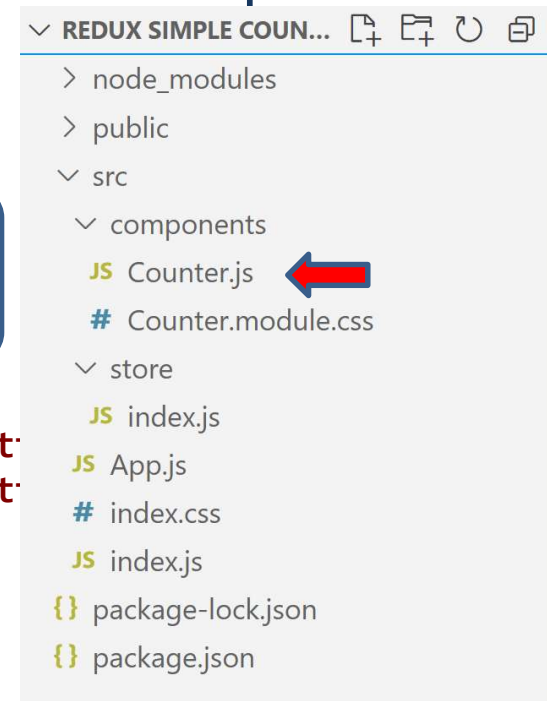 REDUX SIMPLE COUN...
node_modules
public
src
components
JS Counter.js
# Counter.module.css
store
JS index.js
JS App.js
# index.css
JS index.js
{} package-lock.json
{} package.json